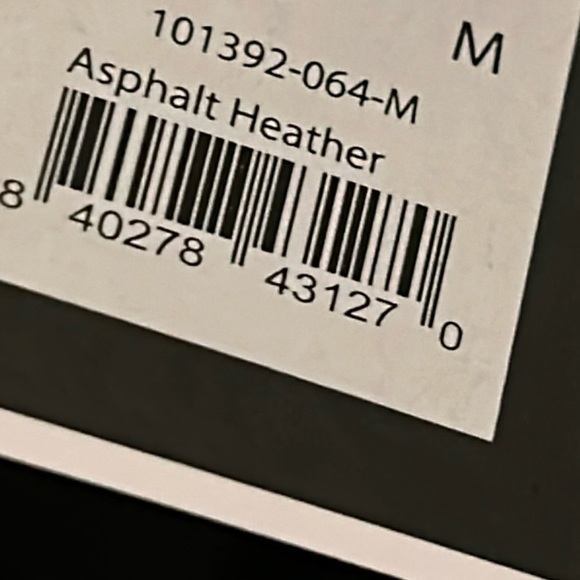 M
101392-064-M
Asphalt Heather
8 40278 43127 0